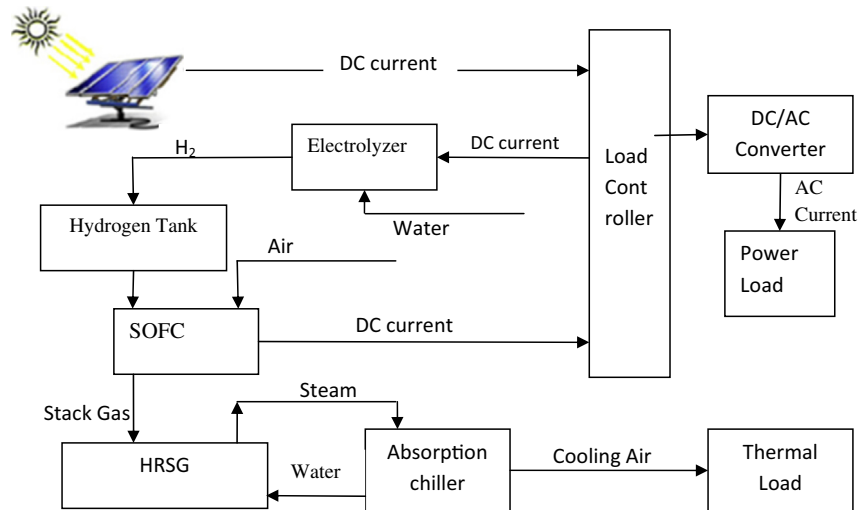 DC current
DC/AC
Converter
Electrolyzer
DC current
H₂
Load
Cont
roller
AC
Current
Hydrogen Tank
Water
Air
Power
Load
SOFC
DC current
Steam
Stack Gas
HRSG
Water
Absorption
chiller
Cooling Air
Thermal
Load